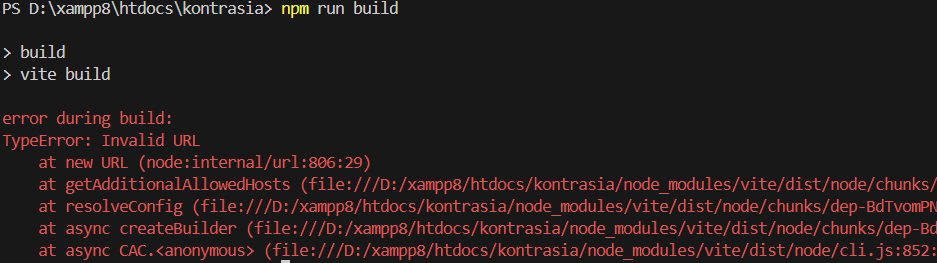 PS D:\xampp8\htdocs\kontrasia> npm run build
> build
> vite build
error during build:
TypeError: Invalid URL
at new URL (node:internal/url:806:29)
at getAdditionalAllowedHosts (file:///D:/xampp8/htdocs/kontrasia/node_modules/vite/dist/node/chunks/
at resolveConfig (file:///D:/xampp8/htdocs/kontrasia/node_modules/vite/dist/node/chunks/dep-BdTvomPN
at async createBuilder (file:///D:/xampp8/htdocs/kontrasia/node_modules/vite/dist/node/chunks/dep-Bd
at async CAC.<anonymous> (file:///D:/xampp8/htdocs/kontrasia/node_modules/vite/dist/node/cli.js:852: